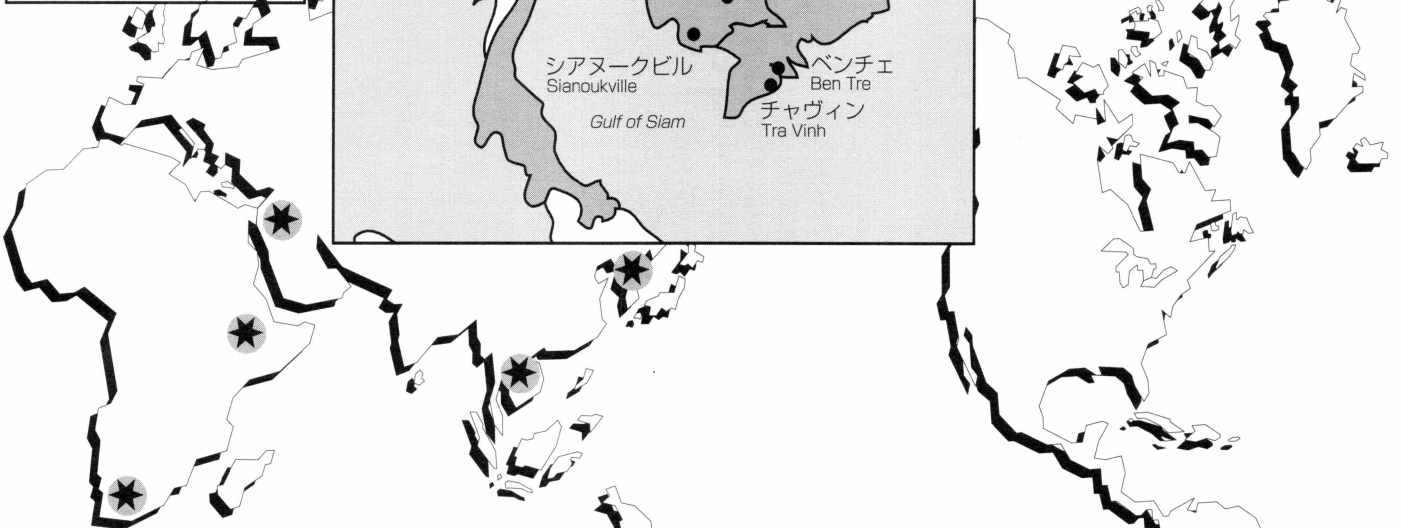 シアヌークビル
Sianoukville
ベンチェ
Ben Tre
Gulf of Siam
チャヴィン
Tra Vinh